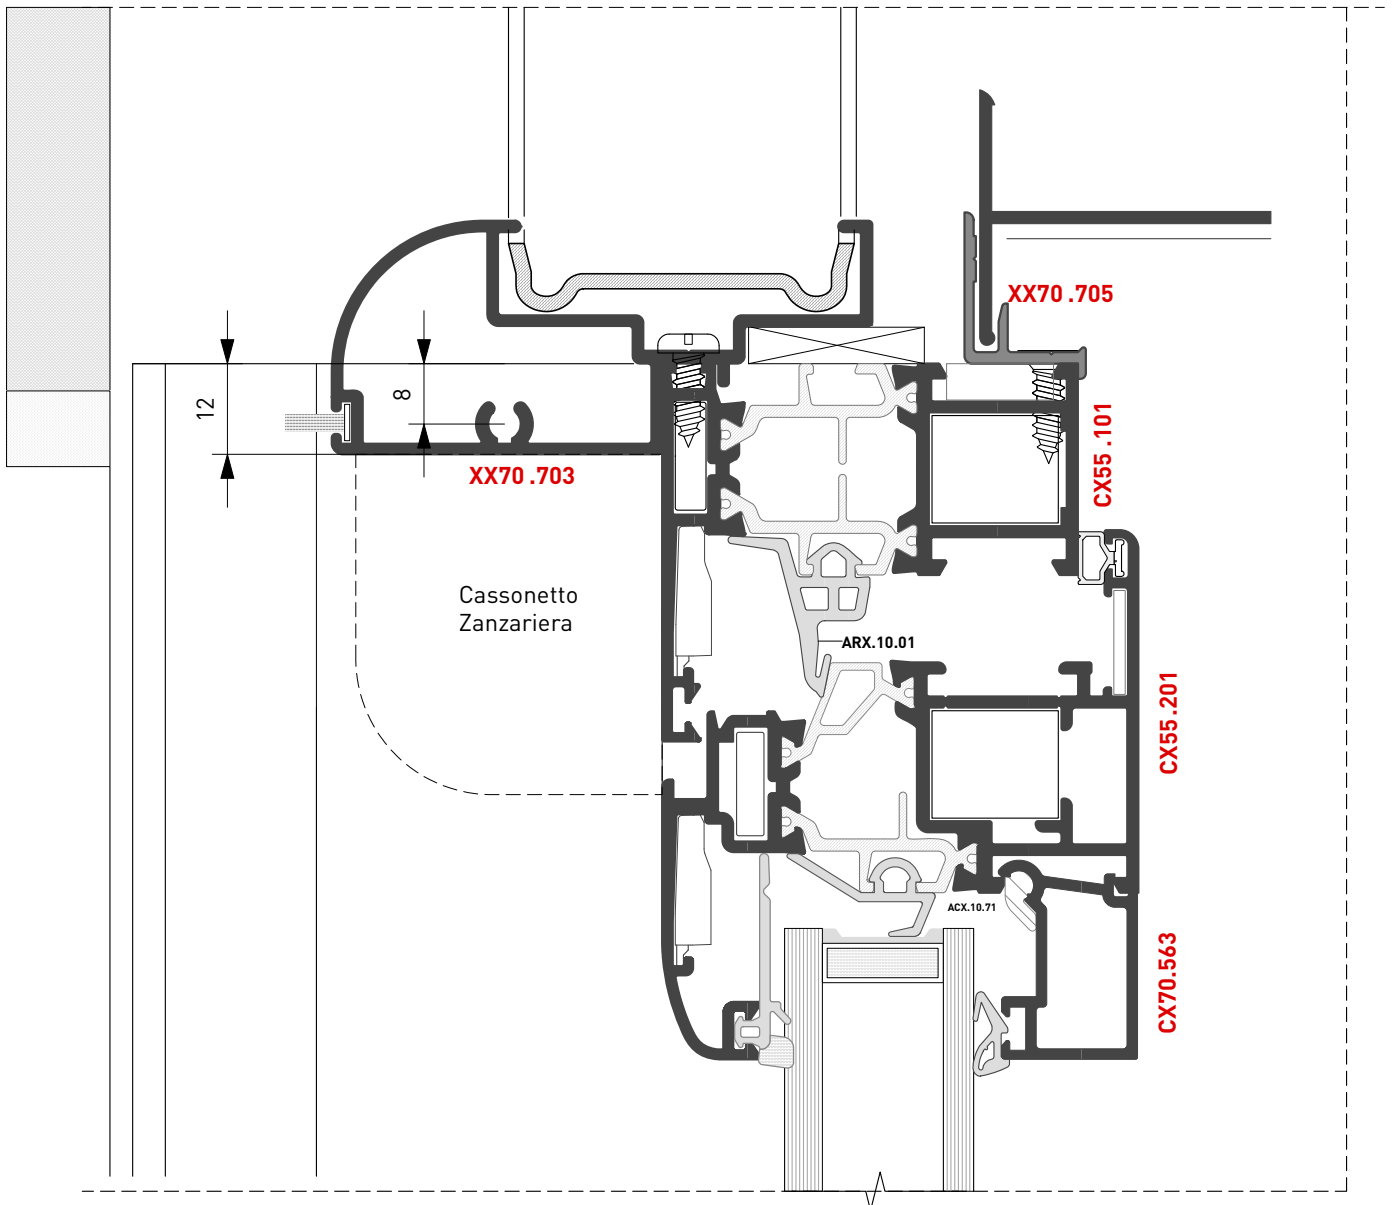 XX70 .705
12
8
XX70 .703
CX55 .101
Cassonetto
Zanzariera
ARX.10.01
CX55 .201
ACX.10.71
CX70.563